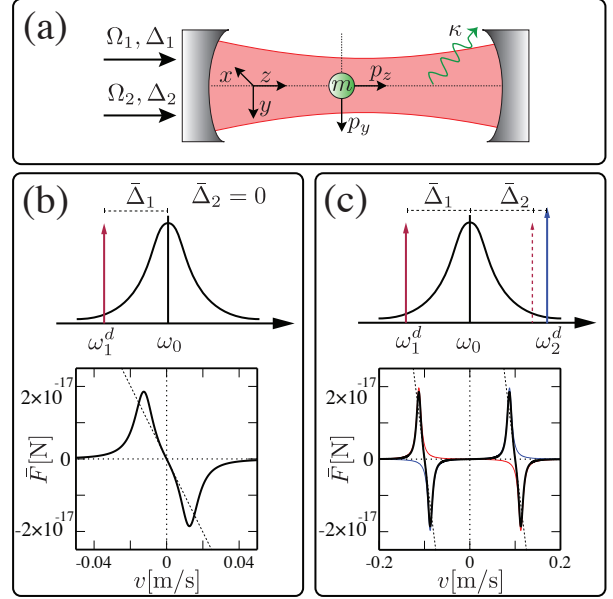 (a)
Ω₁, Δ₁
Ω₂, Δ₂
x z y
m p_z
p_y
κ
(b)
Δ̄₁ Δ̄₂ = 0
ω₁ᵈ ω₀
F̄[N]
2×10⁻¹⁷
0
-2×10⁻¹⁷
-0.04 0 0.04
v[m/s]
(c)
Δ̄₁ Δ̄₂
ω₁ᵈ ω₀ ω₂ᵈ
F̄[N]
2×10⁻¹⁷
0
-2×10⁻¹⁷
-0.2 0 0.2
v[m/s]